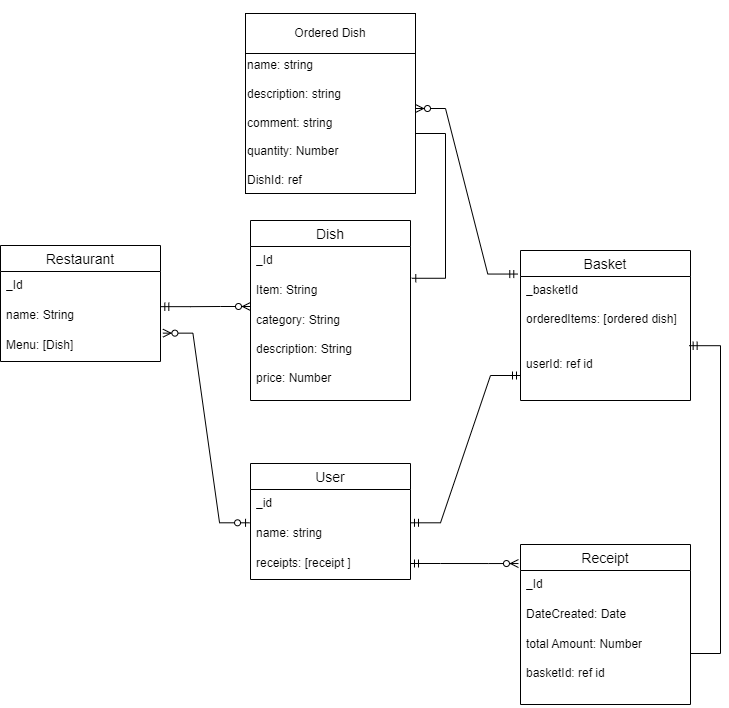 Ordered Dish
name: string
description: string
comment: string
quantity: Number
DishId: ref
Dish
_Id
Item: String
category: String
description: String
price: Number
Restaurant
_Id
name: String
Menu: [Dish]
Basket
_basketId
orderedItems: [ordered dish]
userId: ref id
User
_id
name: string
receipts: [receipt ]
Receipt
_Id
DateCreated: Date
total Amount: Number
basketId: ref id